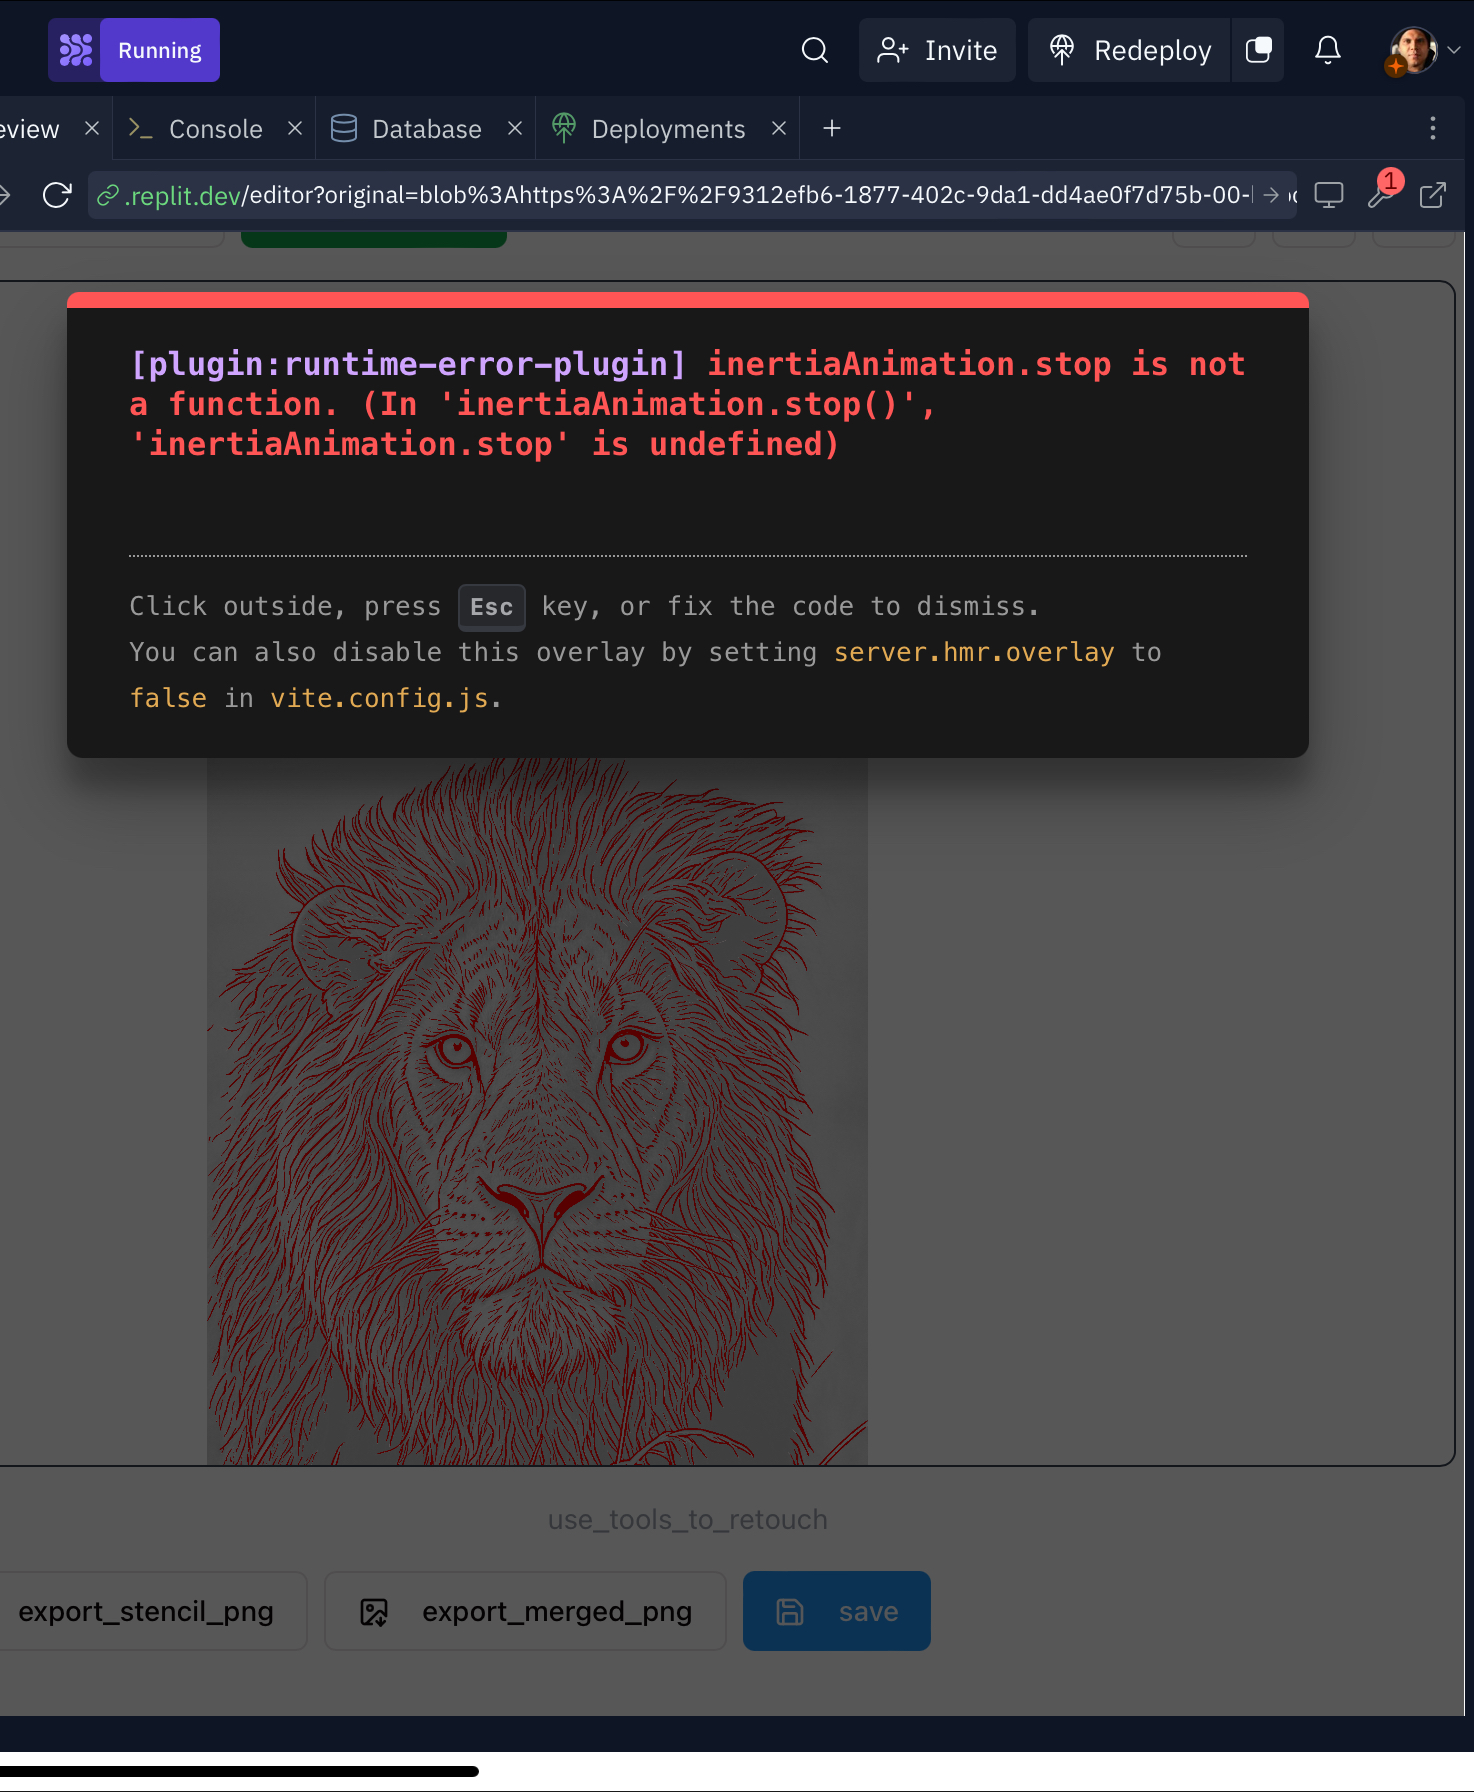 Running
Invite
Redeploy
eview
Console
Database
Deployments
.replit.dev/editor?original=blob%3Ahttps%3A%2F%2F9312efb6-1877-402c-9da1-dd4ae0f7d75b-00-
1
[plugin:runtime-error-plugin] inertiaAnimation.stop is not
a function. (In 'inertiaAnimation.stop()',
'inertiaAnimation.stop' is undefined)
Click outside, press Esc key, or fix the code to dismiss.
You can also disable this overlay by setting server.hmr.overlay to
false in vite.config.js.
use_tools_to_retouch
export_stencil_png
export_merged_png
save